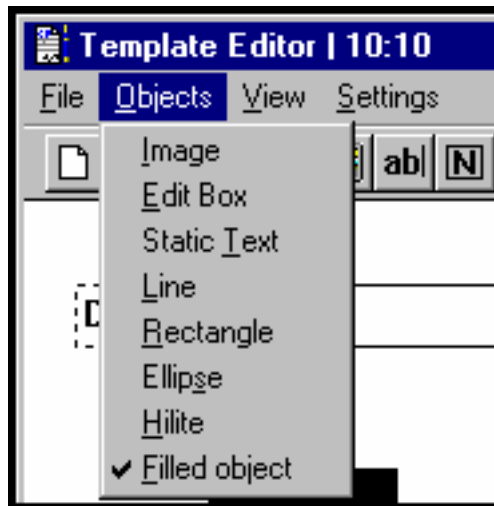 Template Editor | 10:10
File Objects View Settings
ab| N
Image
Edit Box
Static Text
Line
Rectangle
Ellipse
Hilite
Filled object